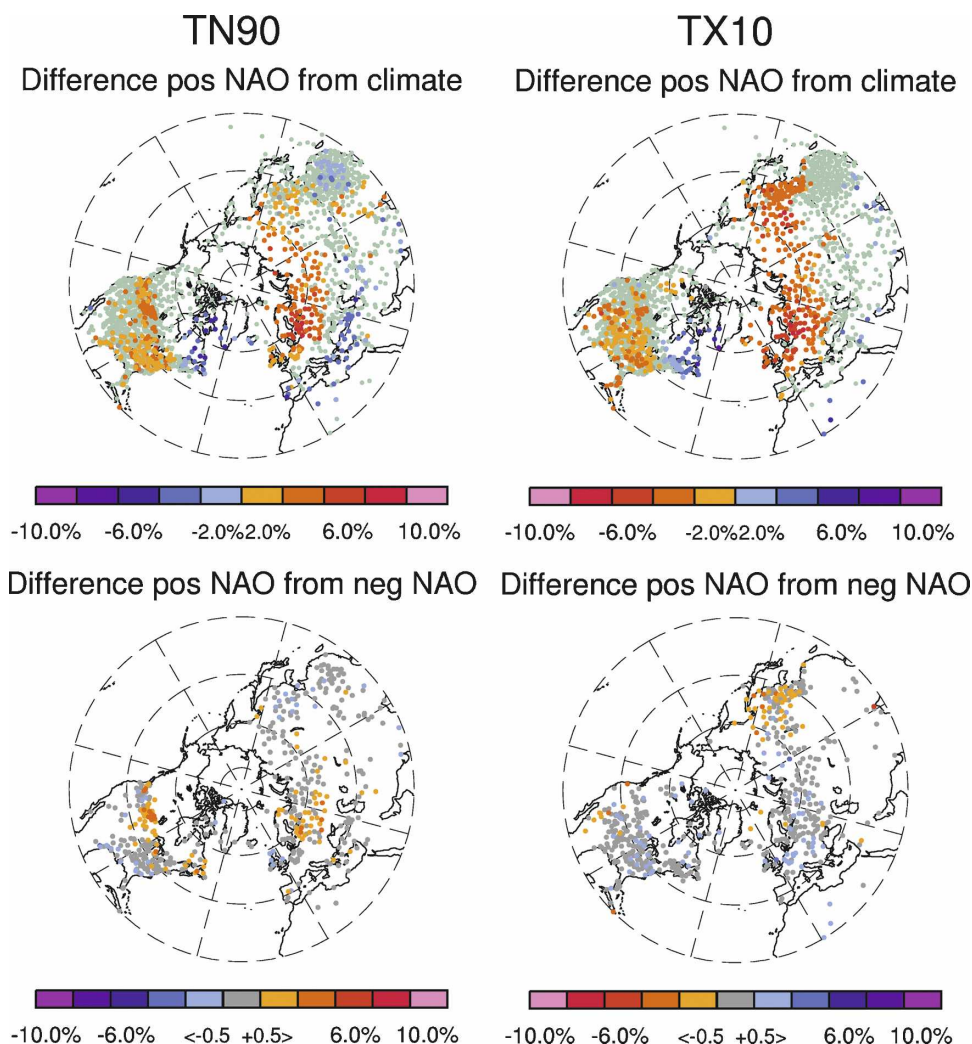 TN90 TX10
Difference pos NAO from climate Difference pos NAO from climate
-10.0% -6.0% -2.0%2.0% 6.0% 10.0% -10.0% -6.0% -2.0%2.0% 6.0% 10.0%
Difference pos NAO from neg NAO Difference pos NAO from neg NAO
-10.0% -6.0% <-0.5 +0.5> 6.0% 10.0% -10.0% -6.0% <-0.5 +0.5> 6.0% 10.0%